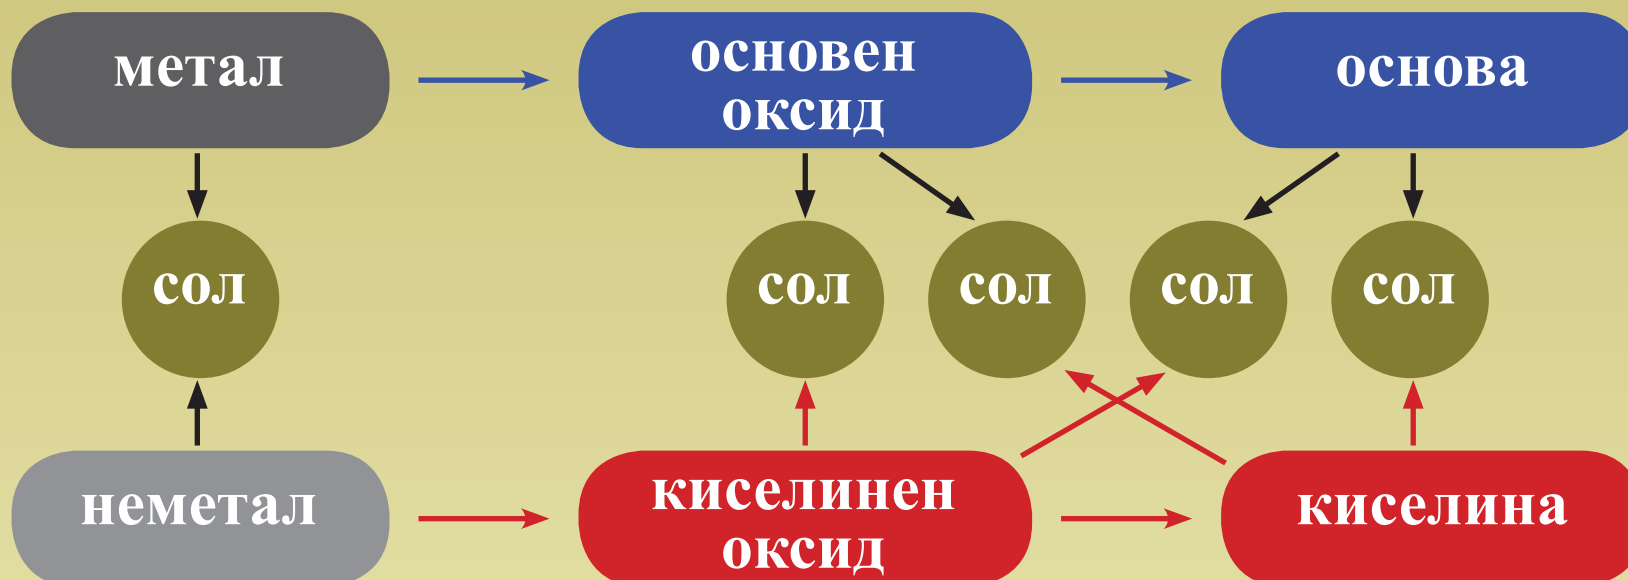 метал
основен
оксид
основа
сол
сол
сол
сол
сол
неметал
киселинен
оксид
киселина